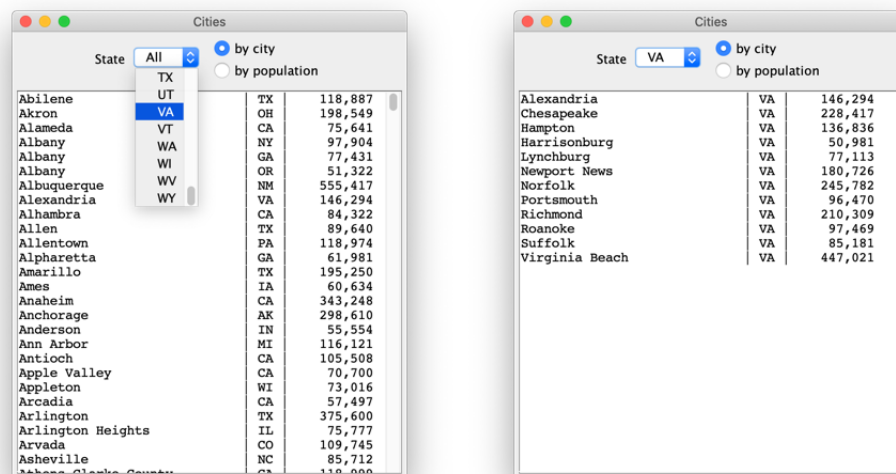 Cities
State All by city
by population
TX
UT
VA
VT
WA
WI
WV
WY
Abilene | TX | 118,887
Akron | OH | 198,549
Alameda | CA | 75,641
Albany | NY | 97,904
Albany | GA | 77,431
Albany | OR | 51,322
Albuquerque | NM | 555,417
Alexandria | VA | 146,294
Alhambra | CA | 84,322
Allen | TX | 89,640
Allentown | PA | 118,974
Alpharetta | GA | 61,981
Amarillo | TX | 195,250
Ames | IA | 60,634
Anaheim | CA | 343,248
Anchorage | AK | 298,610
Anderson | IN | 55,554
Ann Arbor | MI | 116,121
Antioch | CA | 105,508
Apple Valley | CA | 70,700
Appleton | WI | 73,016
Arcadia | CA | 57,497
Arlington | TX | 375,600
Arlington Heights | IL | 75,777
Arvada | CO | 109,745
Asheville | NC | 85,712
Cities
State VA by city
by population
Alexandria | VA | 146,294
Chesapeake | VA | 228,417
Hampton | VA | 136,836
Harrisonburg | VA | 50,981
Lynchburg | VA | 77,113
Newport News | VA | 180,726
Norfolk | VA | 245,782
Portsmouth | VA | 96,470
Richmond | VA | 210,309
Roanoke | VA | 97,469
Suffolk | VA | 85,181
Virginia Beach | VA | 447,021